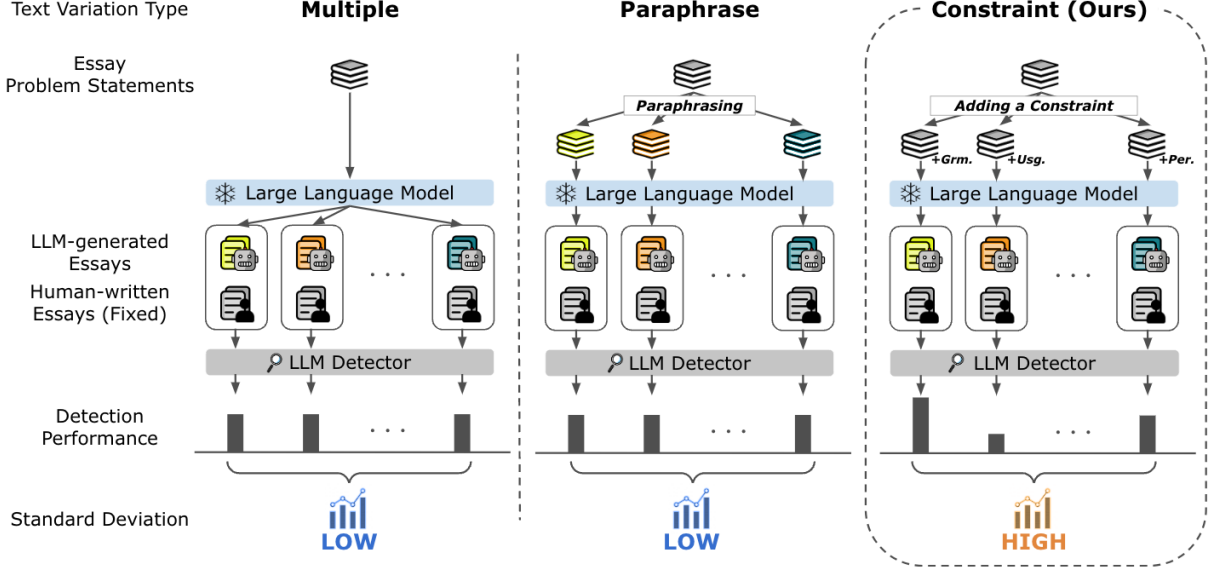 Text Variation Type
Multiple
Paraphrase
Constraint (Ours)
Essay
Problem Statements
Paraphrasing
Adding a Constraint
+Grm.
+Usg.
+Per.
Large Language Model
Large Language Model
Large Language Model
LLM-generated
Essays
. . .
. . .
. . .
Human-written
Essays (Fixed)
LLM Detector
LLM Detector
LLM Detector
Detection
Performance
. . .
. . .
. . .
Standard Deviation
LOW
LOW
HIGH